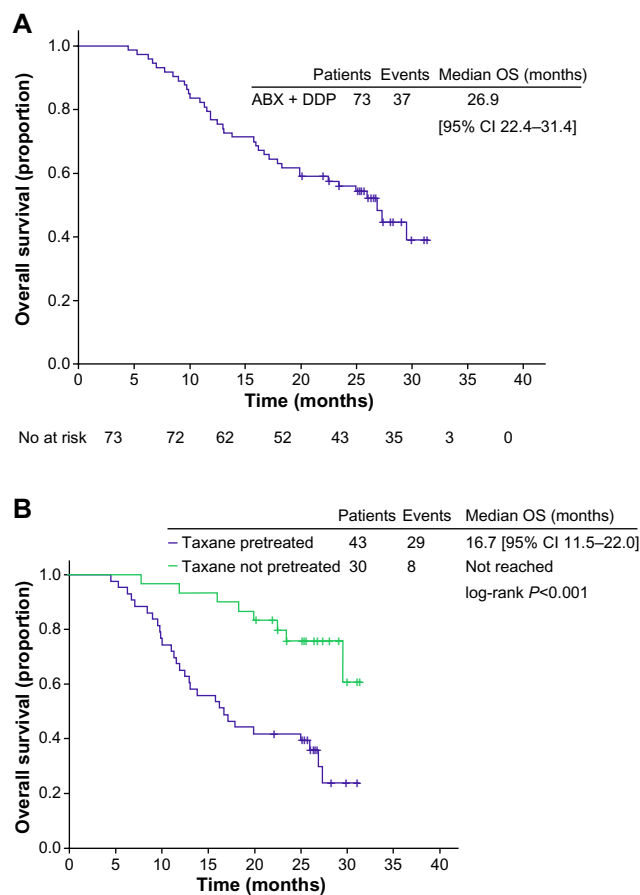 A
Patients Events Median OS (months)
ABX + DDP 73 37 26.9
[95% CI 22.4–31.4]
Overall survival (proportion)
1.0
0.8
0.6
0.4
0.2
0.0
0 5 10 15 20 25 30 35 40
Time (months)
No at risk 73 72 62 52 43 35 3 0
B
Patients Events Median OS (months)
Taxane pretreated 43 29 16.7 [95% CI 11.5–22.0]
Taxane not pretreated 30 8 Not reached
log-rank P<0.001
Overall survival (proportion)
1.0
0.8
0.6
0.4
0.2
0.0
0 5 10 15 20 25 30 35 40
Time (months)